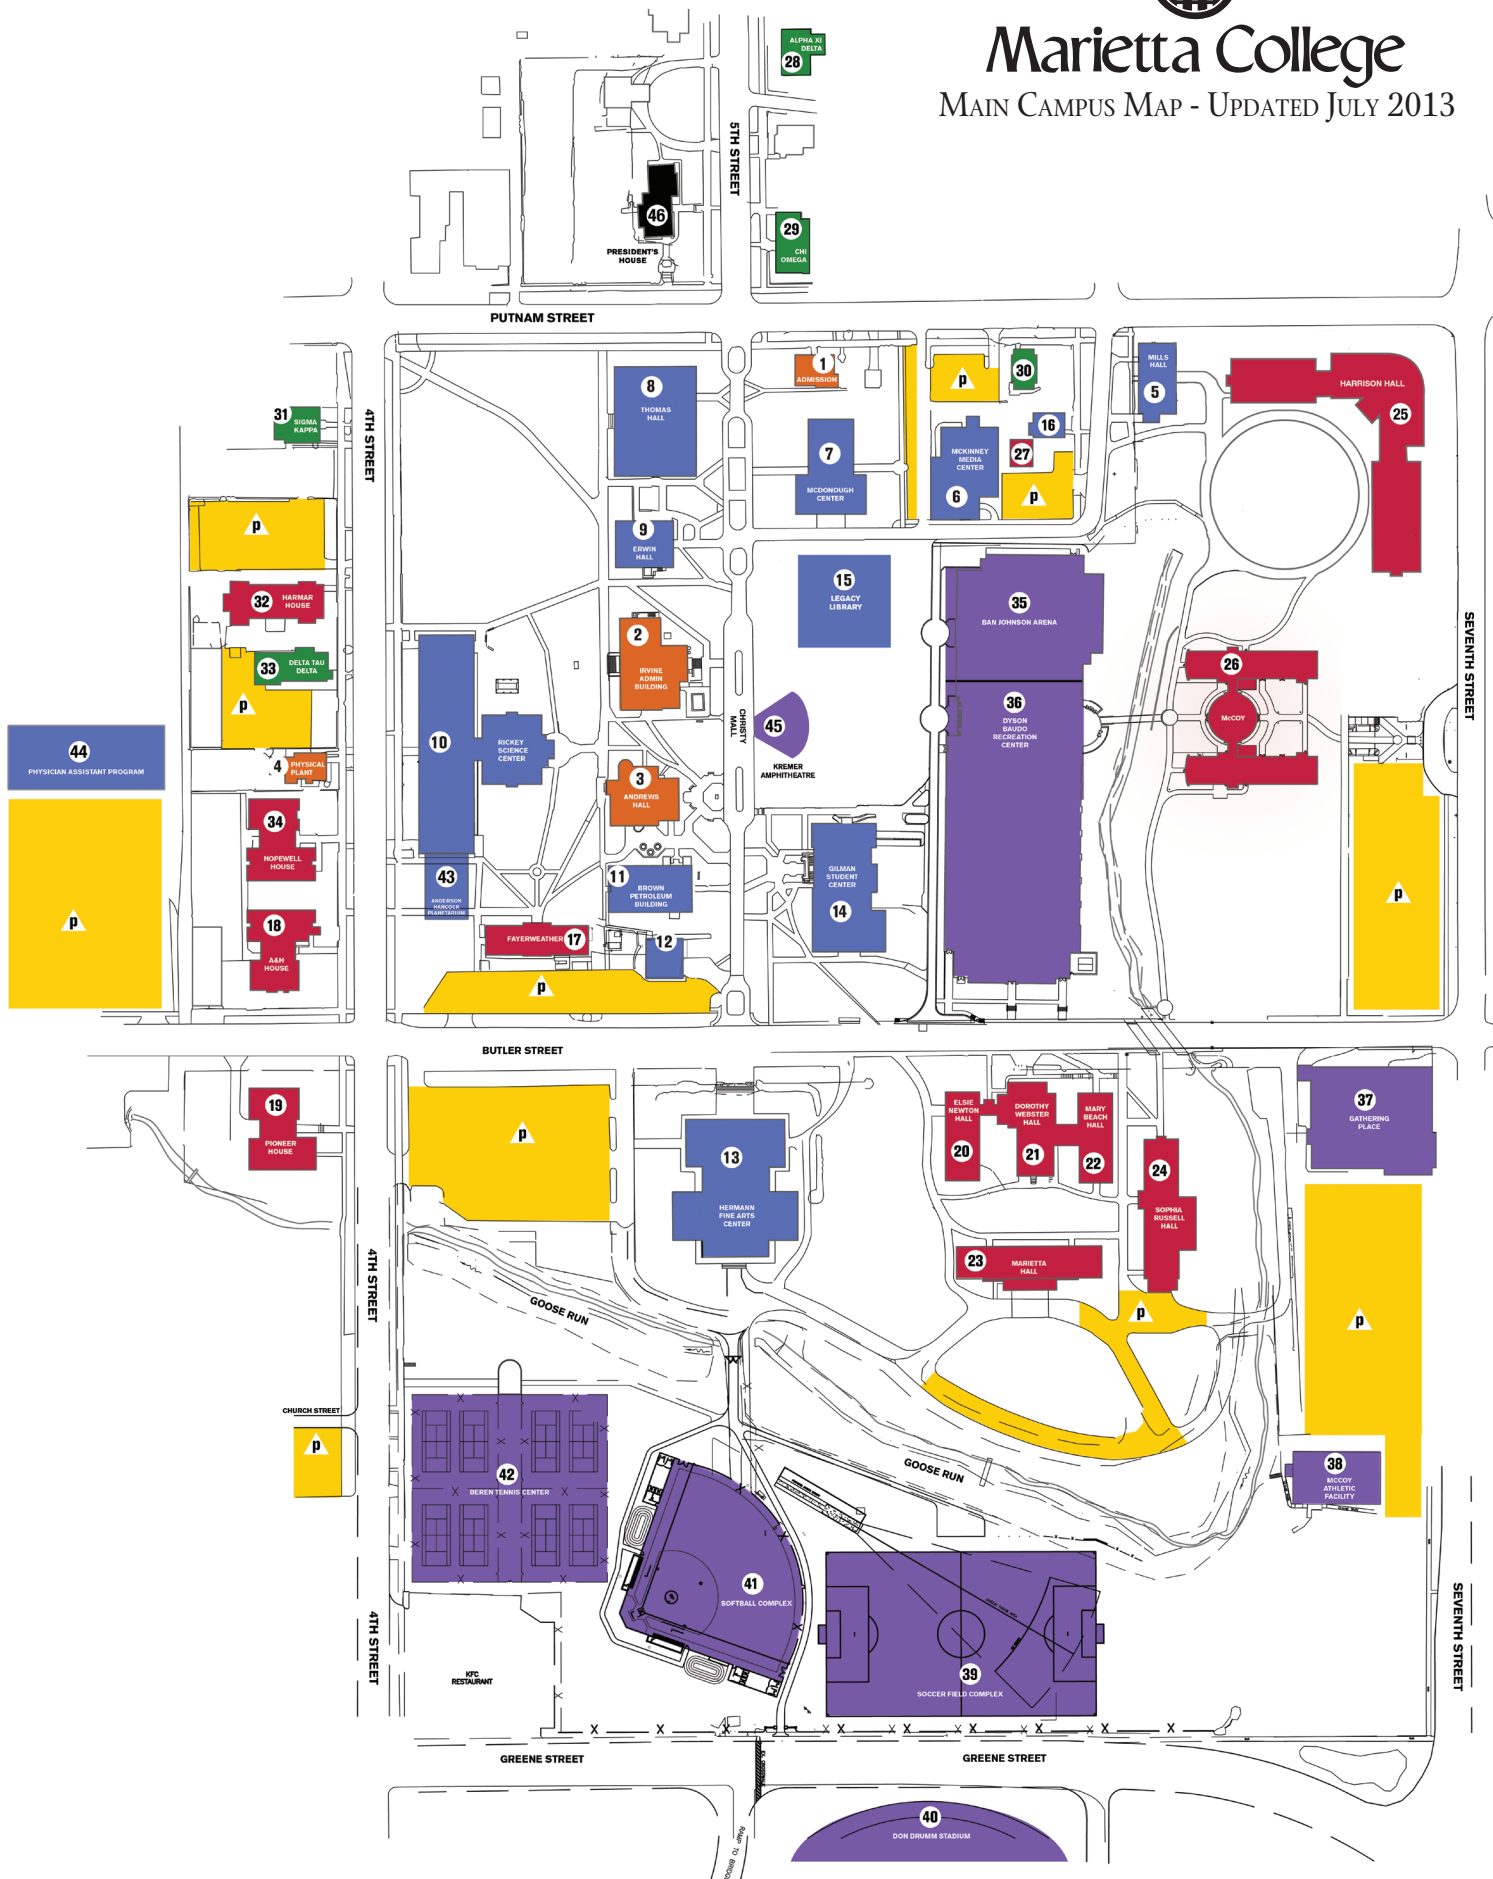 Marietta College
MAIN CAMPUS MAP - UPDATED JULY 2013
ALPHA XI
DELTA
28
5TH STREET
46
PRESIDENT'S
HOUSE
29
CHI
OMEGA
PUTNAM STREET
1
ADMISSION
8
THOMAS
HALL
P
30
MILLS
HALL
5
HARRISON HALL
25
31
SIGMA
KAPPA
4TH STREET
7
MCDONOUGH
CENTER
16
MCKINNEY
MEDIA
CENTER
6
27
P
P
9
ERWIN
HALL
15
LEGACY
LIBRARY
35
BAN JOHNSON ARENA
32
HARMAR
HOUSE
2
IRVINE
ADMIN
BUILDING
SEVENTH STREET
33
DELTA TAU
DELTA
P
26
McCOY
36
DYSON
BAUDO
RECREATION
CENTER
CHRISTY
MALL
45
KREMER
AMPHITHEATRE
44
PHYSICIAN ASSISTANT PROGRAM
4
PHYSICAL
PLANT
10
RICKEY
SCIENCE
CENTER
3
ANDREWS
HALL
34
HOPEWELL
HOUSE
43
ANDERSON
HANCOCK
PLANETARIUM
11
BROWN
PETROLEUM
BUILDING
GILMAN
STUDENT
CENTER
14
P
P
18
A&H
HOUSE
FAYERWEATHER
17
12
P
BUTLER STREET
19
PIONEER
HOUSE
P
13
HERMANN
FINE ARTS
CENTER
ELSIE
NEWTON
HALL
20
DOROTHY
WEBSTER
HALL
21
MARY
BEACH
HALL
22
24
SOPHIA
RUSSELL
HALL
37
GATHERING
PLACE
23
MARIETTA
HALL
4TH STREET
GOOSE RUN
P
P
CHURCH STREET
P
42
BEREN TENNIS CENTER
GOOSE RUN
38
MCCOY
ATHLETIC
FACILITY
41
SOFTBALL COMPLEX
4TH STREET
KFC
RESTAURANT
39
SOCCER FIELD COMPLEX
SEVENTH STREET
GREENE STREET
GREENE STREET
40
DON DRUMM STADIUM
RAMP TO BRIDGE